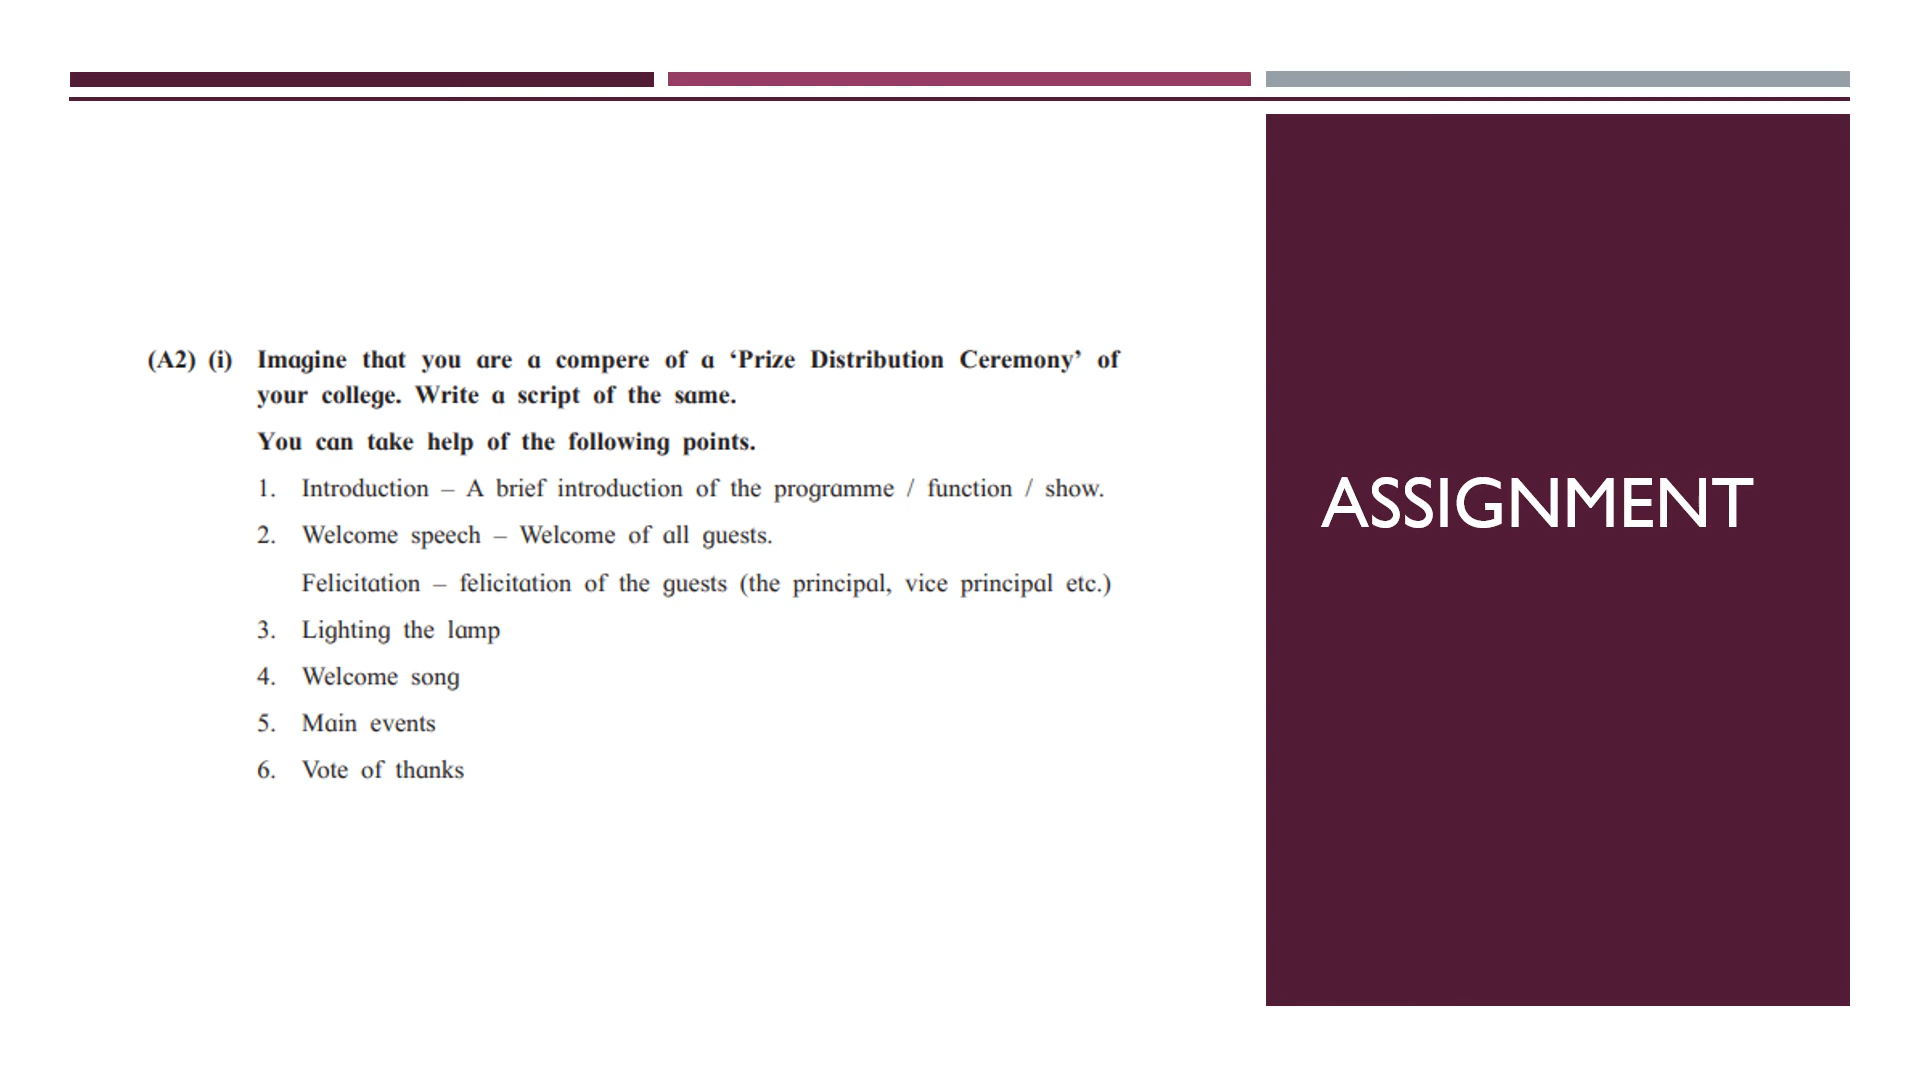 (A2) (i) Imagine that you are a compere of a ‘Prize Distribution Ceremony’ of
your college. Write a script of the same.
You can take help of the following points.
1. Introduction – A brief introduction of the programme / function / show.
2. Welcome speech – Welcome of all guests.
Felicitation – felicitation of the guests (the principal, vice principal etc.)
3. Lighting the lamp
4. Welcome song
5. Main events
6. Vote of thanks
ASSIGNMENT